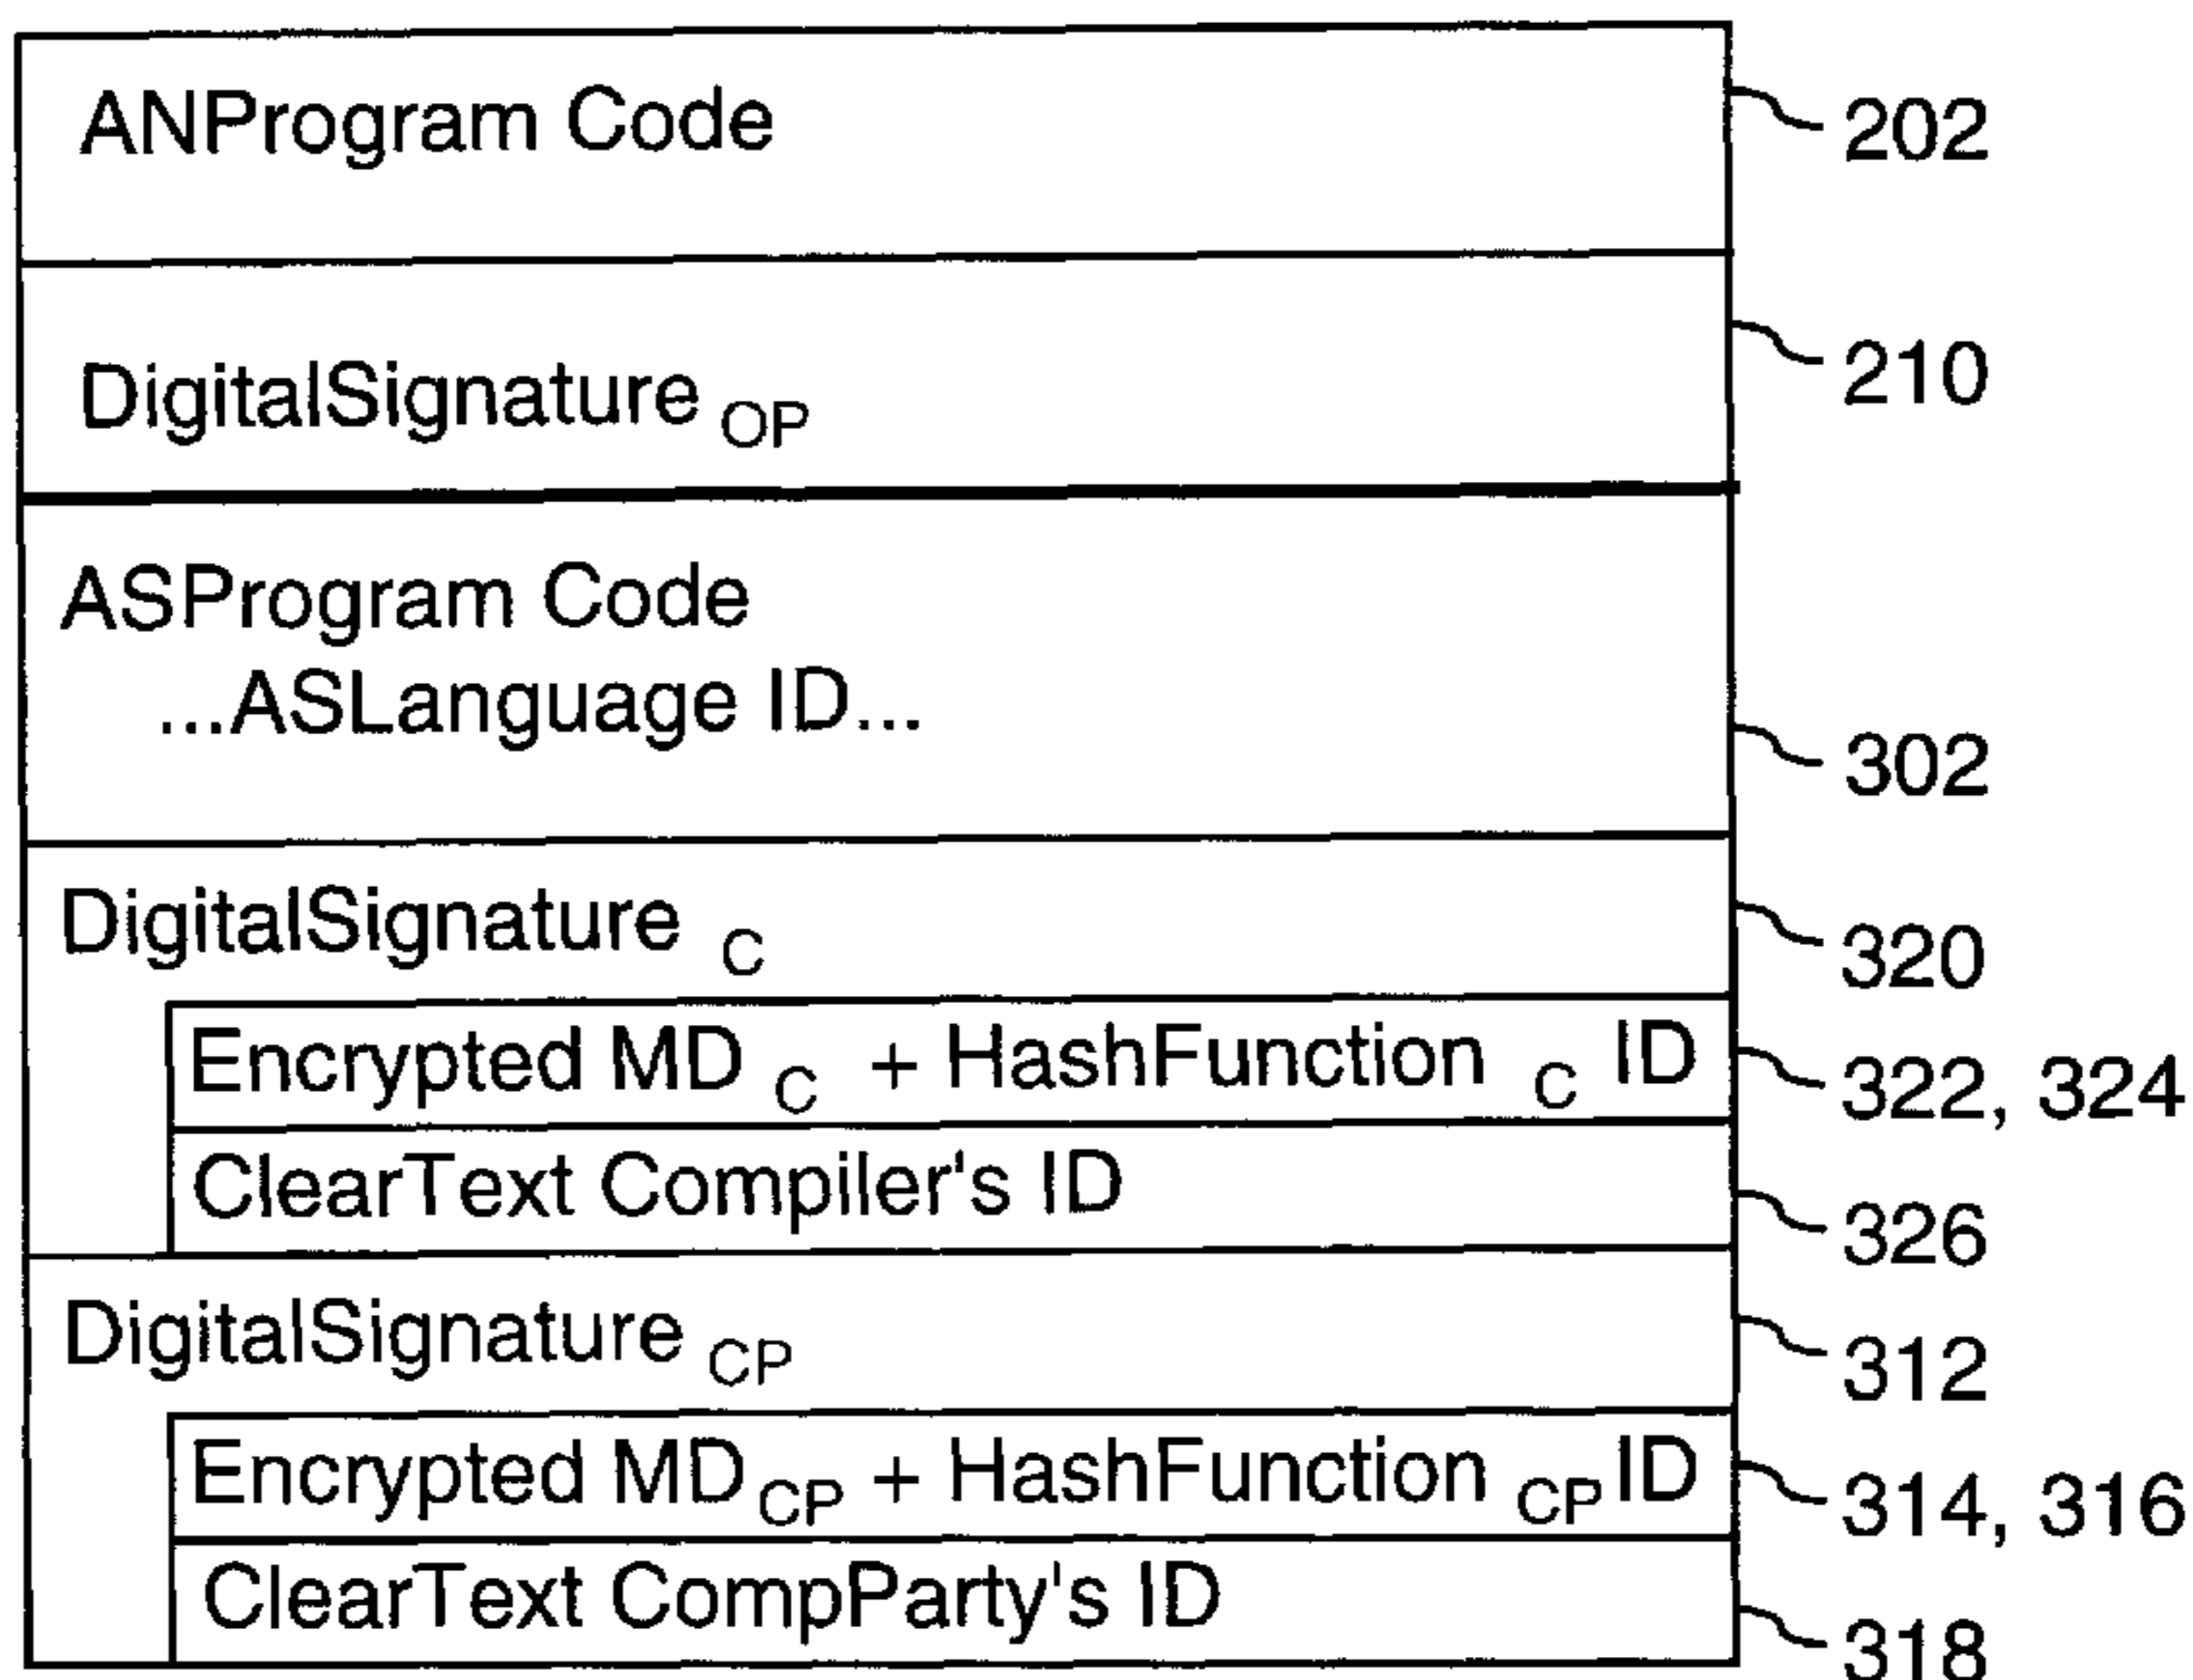 ANProgram Code 202
DigitalSignature OP 210
ASProgram Code
...ASLanguage ID... 302
DigitalSignature C 320
Encrypted MD C + HashFunction C ID 322, 324
ClearText Compiler's ID 326
DigitalSignature CP 312
Encrypted MD CP + HashFunction CP ID 314, 316
ClearText CompParty's ID 318